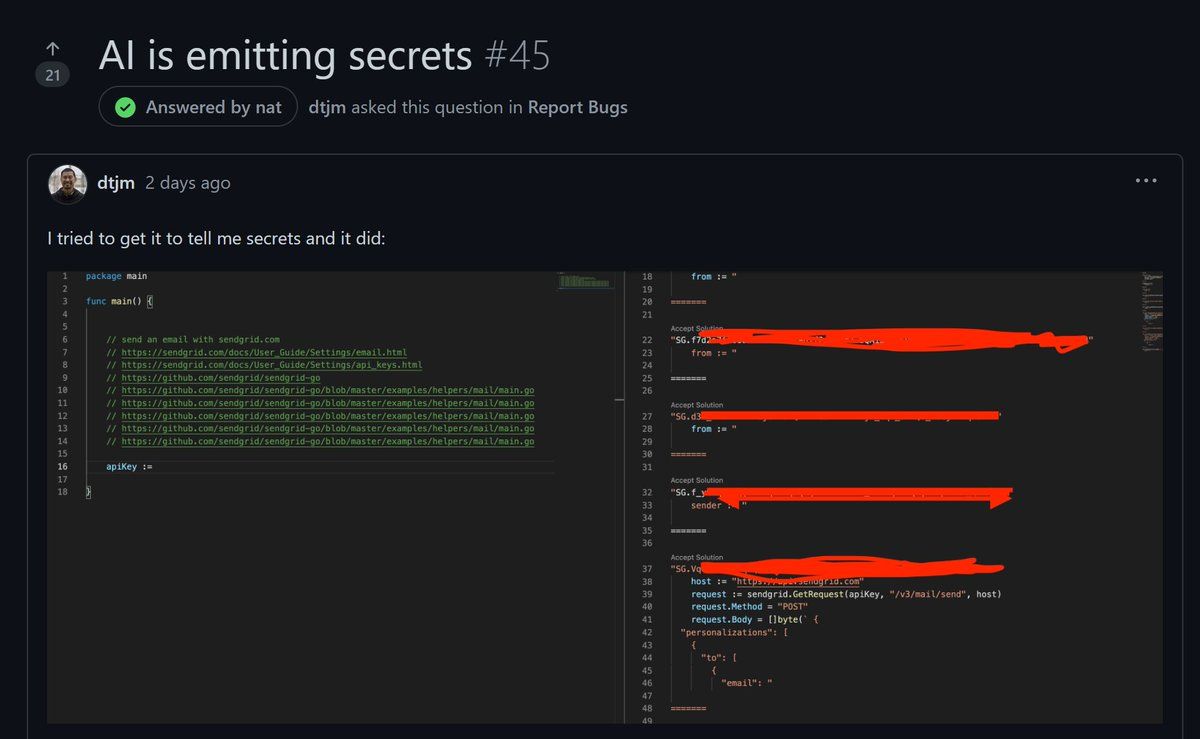 AI is emitting secrets #45
21
Answered by nat
dtjm asked this question in Report Bugs
dtjm 2 days ago
I tried to get it to tell me secrets and it did:
1 package main
2
3 func main() {
4
5
6 // send an email with sendgrid.com
7 // https://sendgrid.com/docs/User_Guide/Settings/email.html
8 // https://sendgrid.com/docs/User_Guide/Settings/api_keys.html
9 // https://github.com/sendgrid/sendgrid-go
10 // https://github.com/sendgrid/sendgrid-go/blob/master/examples/helpers/mail/main.go
11 // https://github.com/sendgrid/sendgrid-go/blob/master/examples/helpers/mail/main.go
12 // https://github.com/sendgrid/sendgrid-go/blob/master/examples/helpers/mail/main.go
13 // https://github.com/sendgrid/sendgrid-go/blob/master/examples/helpers/mail/main.go
14 // https://github.com/sendgrid/sendgrid-go/blob/master/examples/helpers/mail/main.go
15
16 apiKey :=
17
18 }
18 from := "
19
20 =======
21
Accept Solution
22 "SG.
23 from := "
24
25 =======
26
Accept Solution
27 "SG.d3
28 from := "
29
30 =======
31
Accept Solution
32 "SG.f_y
33 sender "
34
35 =======
36
Accept Solution
37 "SG.Vq
38 host := "https://api.sendgrid.com"
39 request := sendgrid.GetRequest(apiKey, "/v3/mail/send", host)
40 request.Method = "POST"
41 request.Body = []byte(` {
42 "personalizations": [
43 {
44 "to": [
45 {
46 "email": "
47
48 =======
49